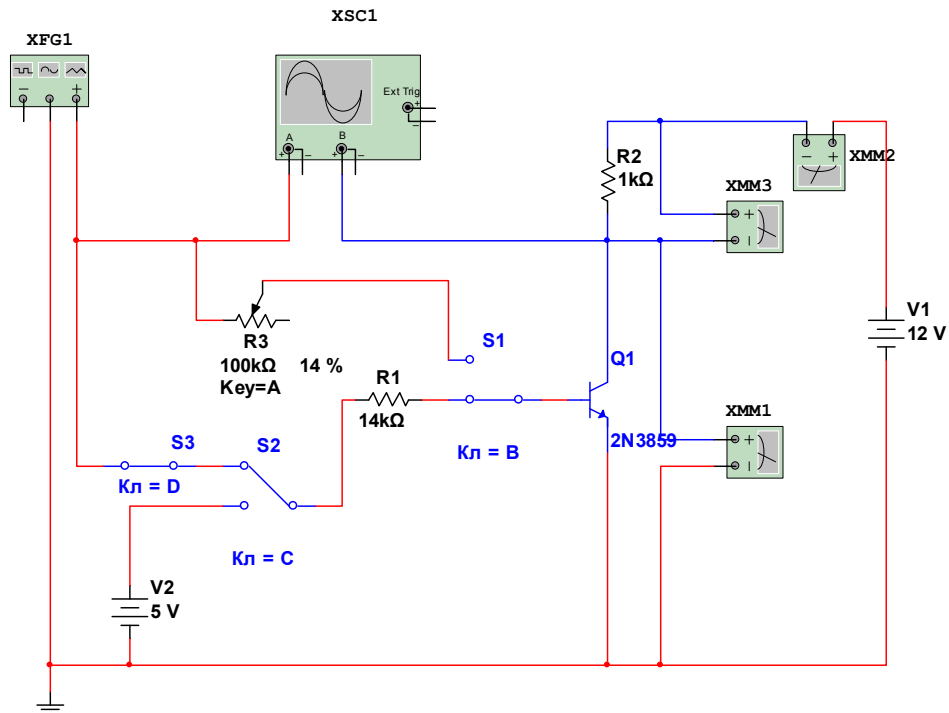 XSC1
XFG1
Ext Trig
A
B
R2
1kΩ
XMM2
XMM3
R3
100kΩ 14 %
Key=A
S1
V1
12 V
Q1
R1
14kΩ
2N3859
XMM1
S3
S2
Кл = B
Кл = D
Кл = C
V2
5 V